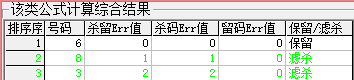 该类公式计算综合结果
排序序 号码 杀留Err值 杀码Err值 留码Err值 保留/滤杀
1 6 0 0 0 保留
2 8 1 1 0 滤杀
3 3 2 2 0 滤杀